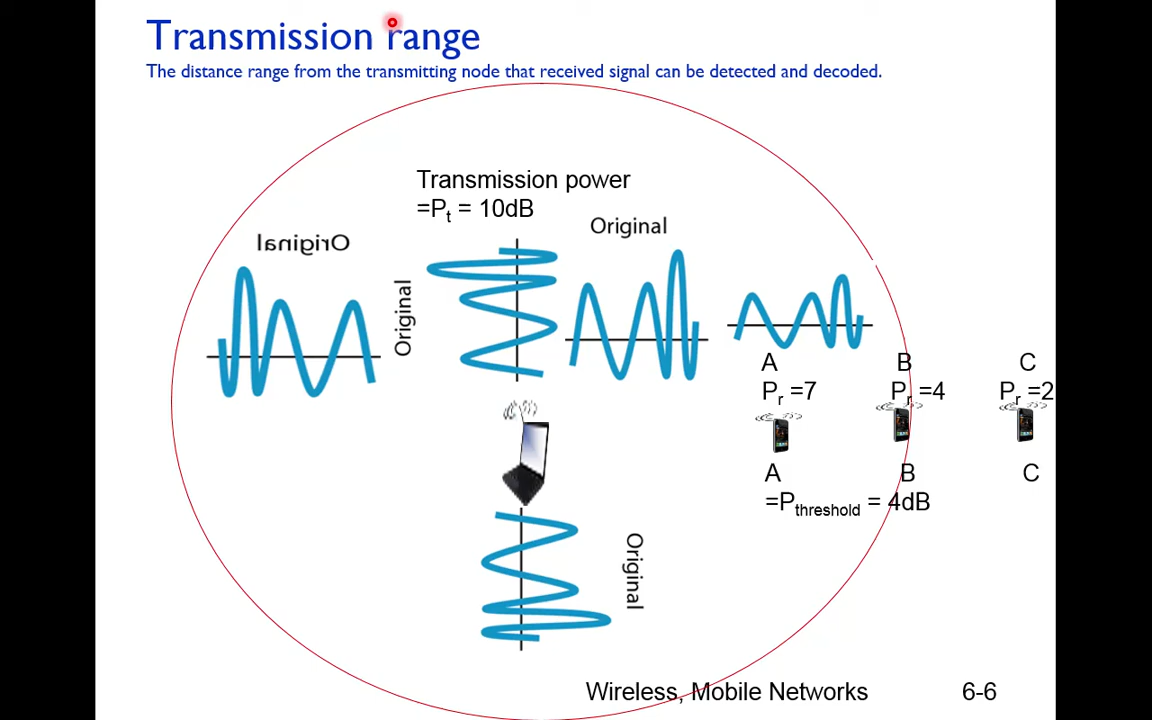 Transmission range
The distance range from the transmitting node that received signal can be detected and decoded.
Transmission power
=Pt = 10dB
Original
Original
Original
A
B
C
Pr =7
Pr =4
Pr =2
A
B
C
=Pthreshold = 4dB
Original
Wireless, Mobile Networks
6-6